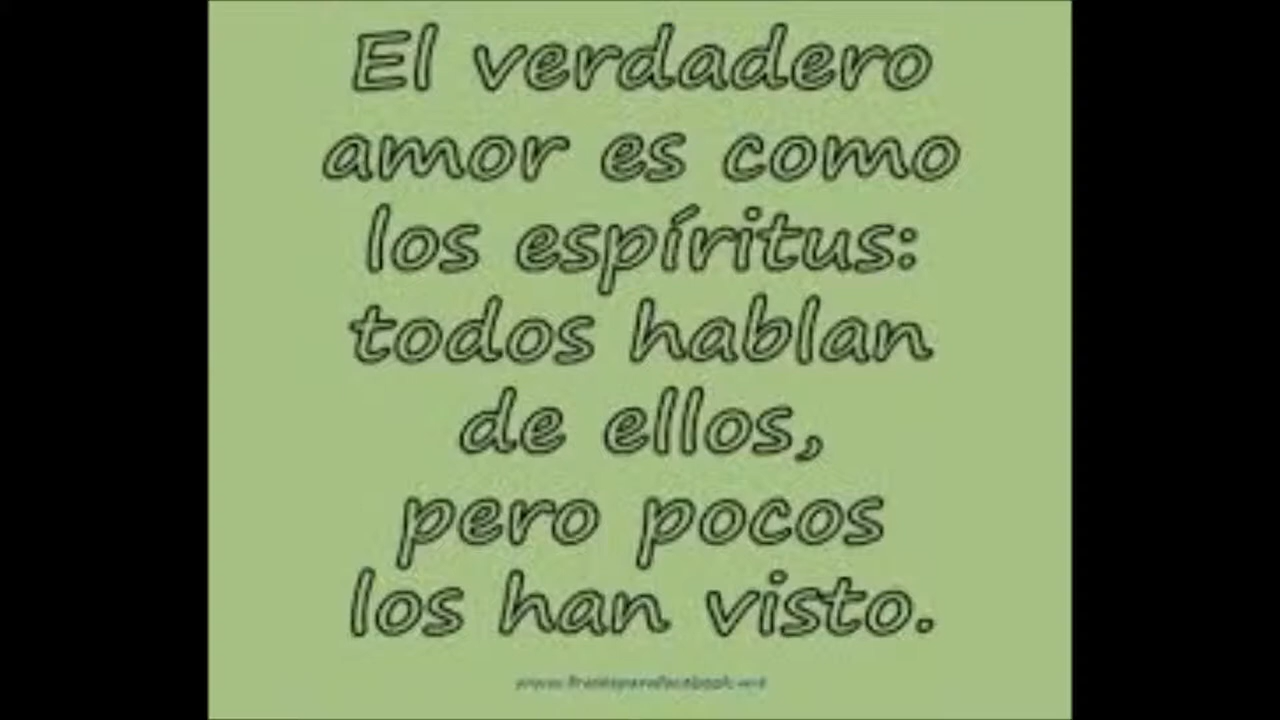 El verdadero
amor es como
los espíritus:
todos hablan
de ellos,
pero pocos
los han visto.